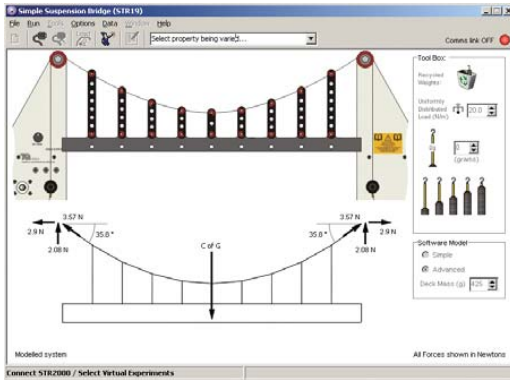 Simple Suspension Bridge (STR19)
File Run Tools Options Data Window Help
Select property being varied...
Comms link OFF
Tool Box:
Recycled
Weights:
Uniformly
Distributed
Load (N/m)
20.0
0
(grams)
3.57 N
35.8°
2.9 N
2.08 N
C of G
3.57 N
35.8°
2.9 N
2.08 N
Software Model
Simple
Advanced
Deck Mass (g) 425
Modelled system
All Forces shown in Newtons
Connect STR2000 / Select Virtual Experiments